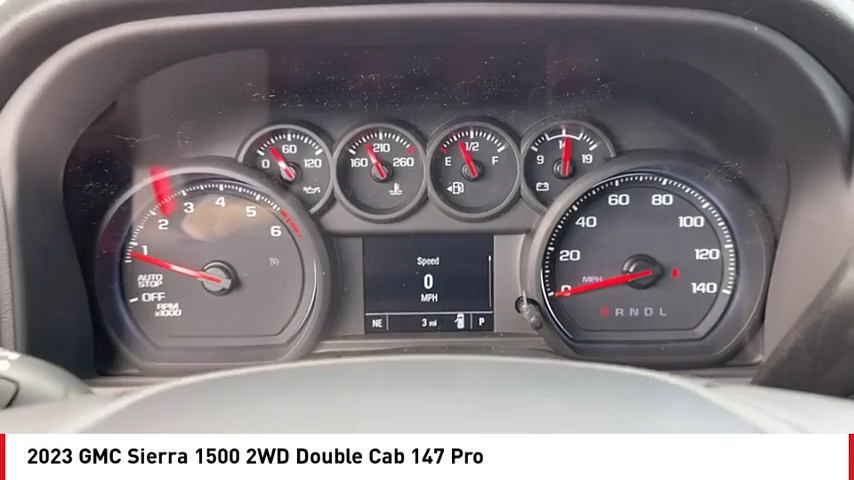 0 60 120
160 210 260
E 1/2 F
9 14 19
1 2 3 4 5 6
AUTO
STOP
OFF
RPM
x1000
Speed
0
MPH
NE 3 mi P
0 20 40 60 80 100 120 140
MPH
P R N D L
2023 GMC Sierra 1500 2WD Double Cab 147 Pro